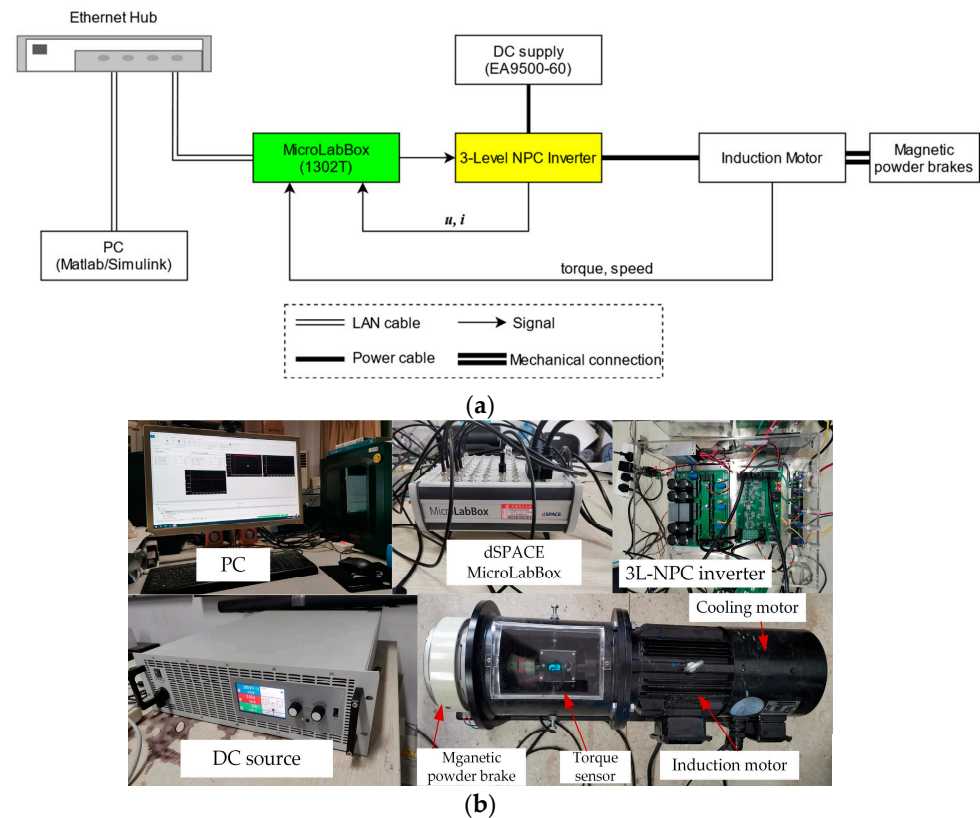 Ethernet Hub
DC supply
(EA9500-60)
MicroLabBox
(1302T)
3-Level NPC Inverter
Induction Motor
Magnetic
powder brakes
u, i
PC
(Matlab/Simulink)
torque, speed
LAN cable
Signal
Power cable
Mechanical connection
(a)
MicroLabBox
dSPACE
PC
dSPACE
MicroLabBox
3L-NPC inverter
Cooling motor
DC source
Mganetic
powder brake
Torque
sensor
Induction motor
(b)